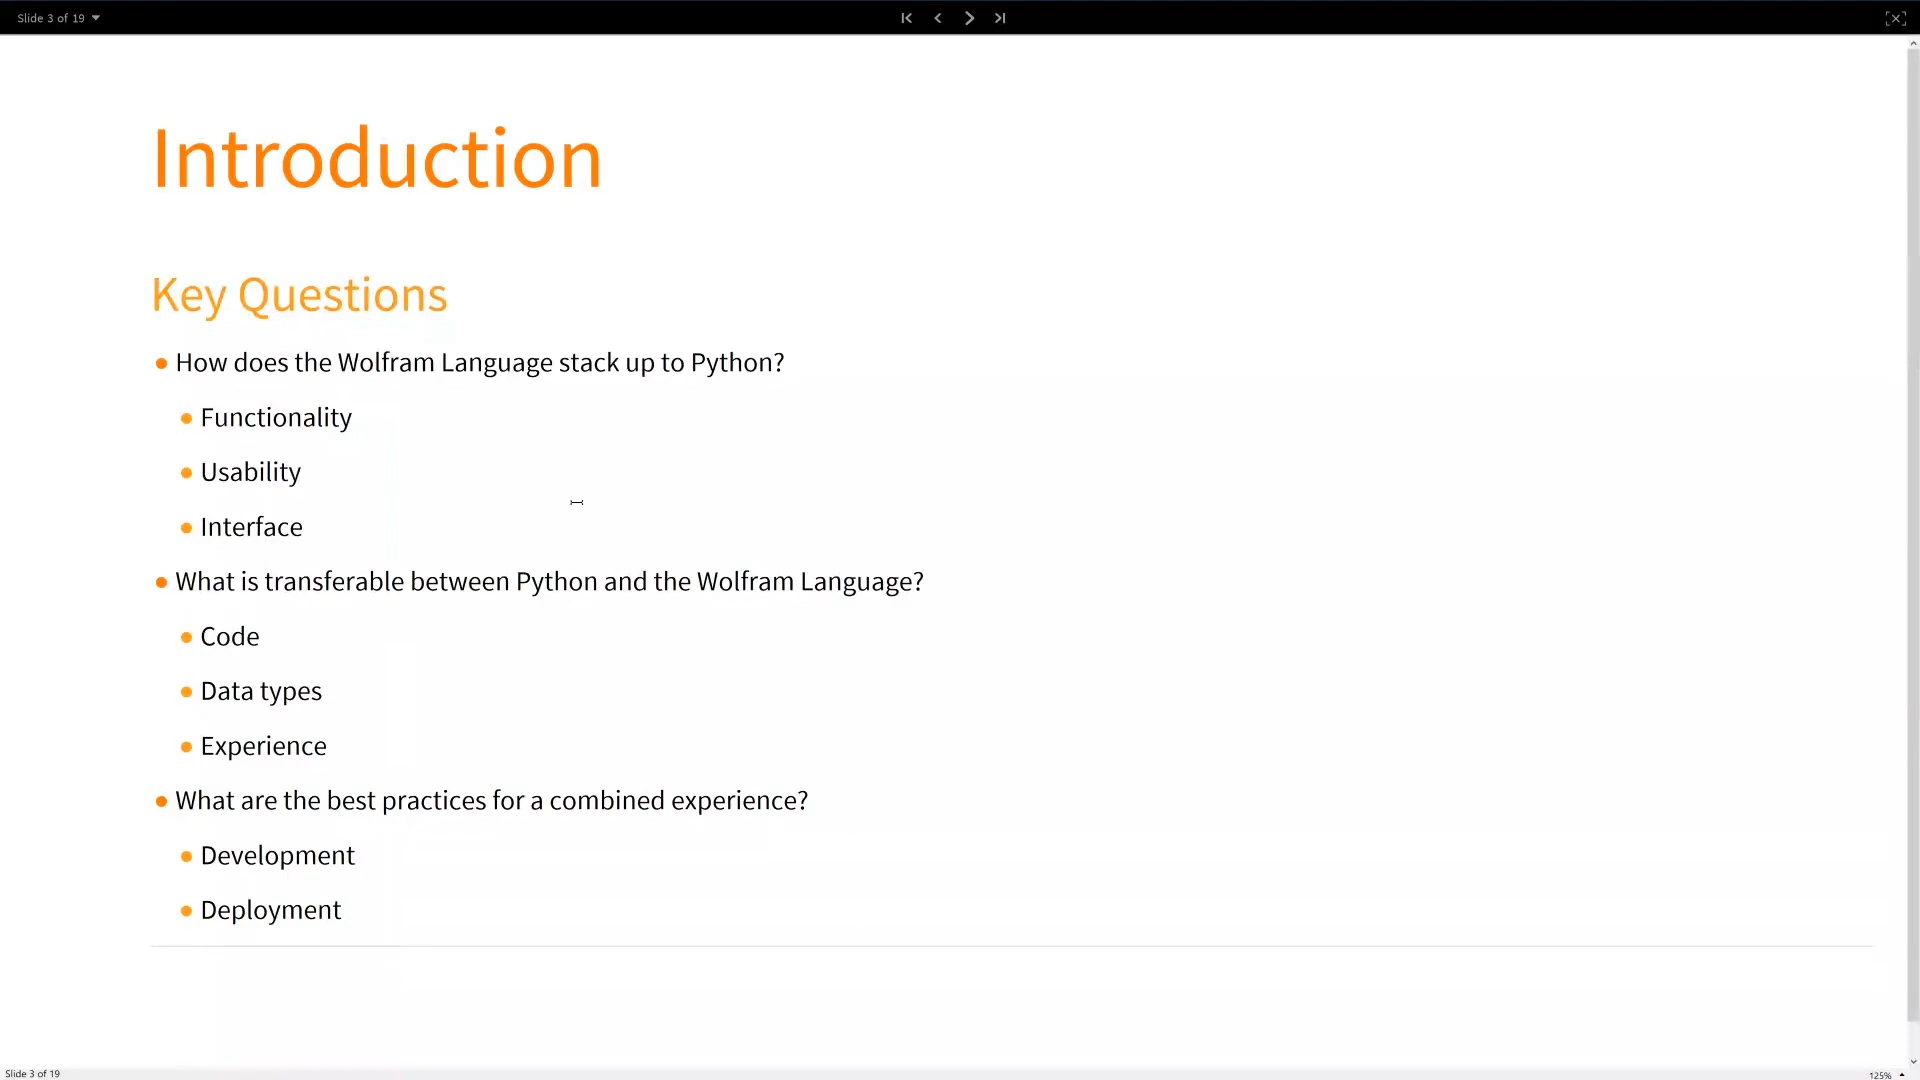 Slide 3 of 19
Introduction
Key Questions
How does the Wolfram Language stack up to Python?
Functionality
Usability
Interface
What is transferable between Python and the Wolfram Language?
Code
Data types
Experience
What are the best practices for a combined experience?
Development
Deployment
Slide 3 of 19
125%